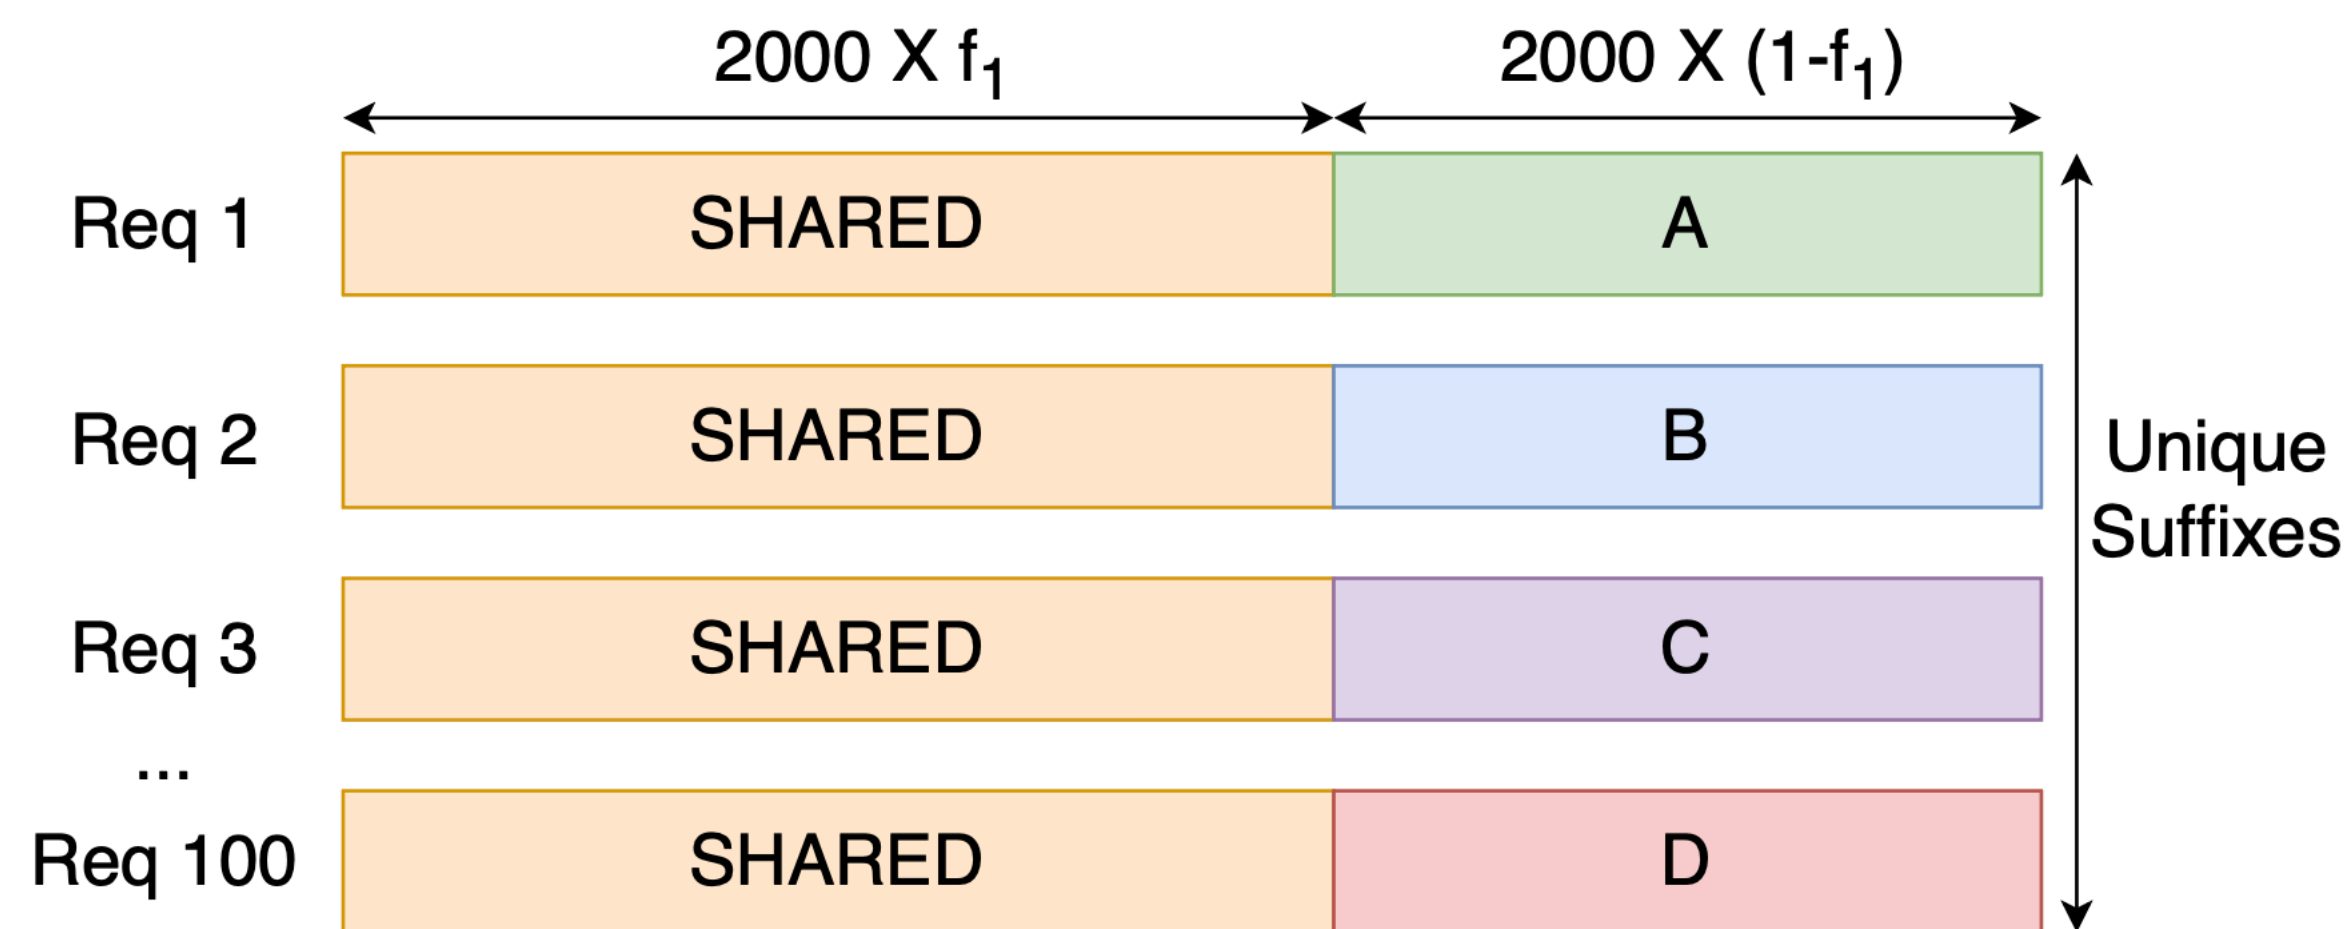 2000 X f₁
2000 X (1-f₁)
Req 1
SHARED
A
Req 2
SHARED
B
Req 3
SHARED
C
...
Req 100
SHARED
D
Unique
Suffixes